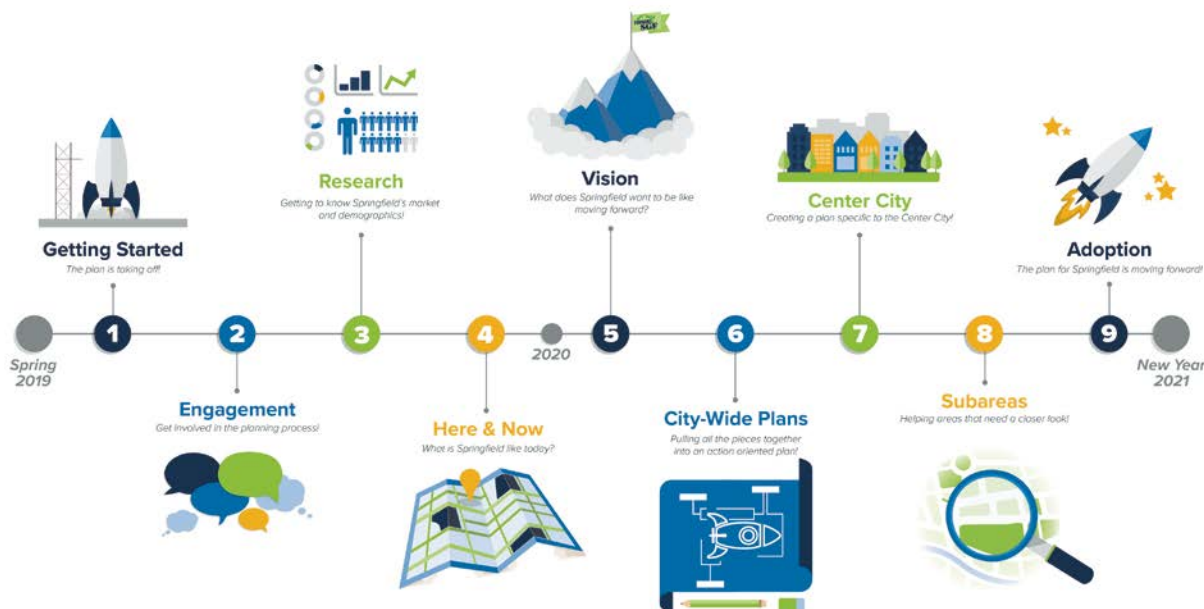 Getting Started
The plan is taking off!
Research
Getting to know Springfield's market
and demographics!
Vision
What does Springfield want to be like
moving forward?
Center City
Creating a plan specific to the Center City!
Adoption
The plan for Springfield is moving forward!
1
2
3
4
5
6
7
8
9
Spring
2019
2020
New Year
2021
Engagement
Get involved in the planning process!
Here & Now
What is Springfield like today?
City-Wide Plans
Pulling all the pieces together
into an action oriented plan!
Subareas
Helping areas that need a closer look!